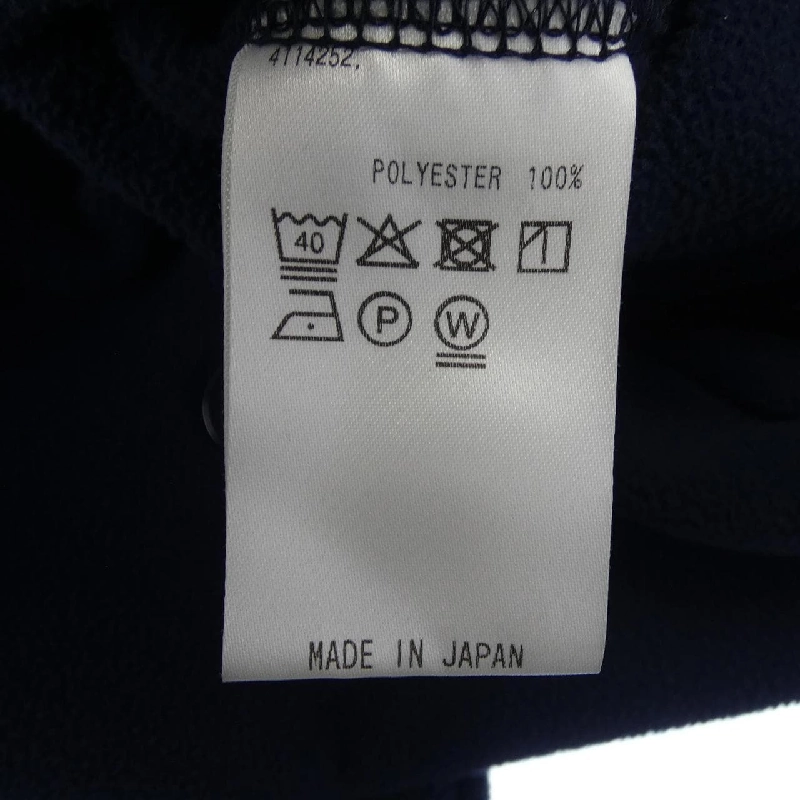 4114252.
POLYESTER 100%
40
P W
MADE IN JAPAN